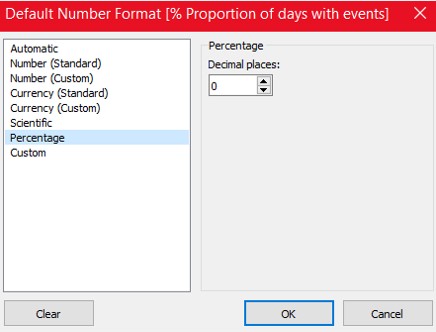 Default Number Format [% Proportion of days with events]
Automatic
Number (Standard)
Number (Custom)
Currency (Standard)
Currency (Custom)
Scientific
Percentage
Custom
Percentage
Decimal places:
0
Clear
OK
Cancel